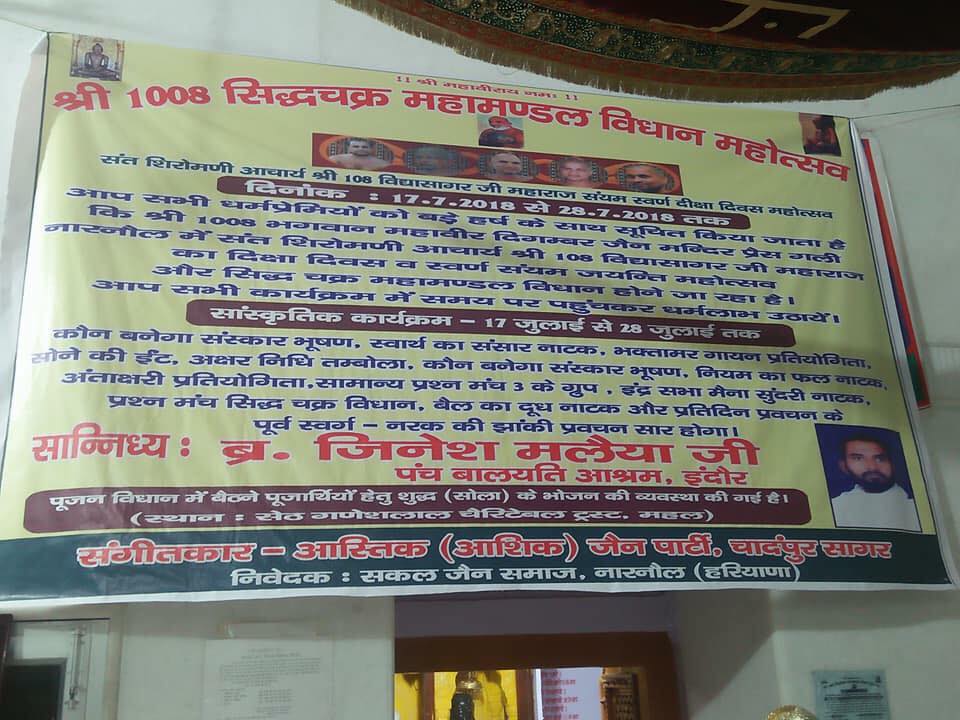 !! श्री महावीराय नमः !!
श्री 1008 सिद्धचक्र महामण्डल विधान महोत्सव
संत शिरोमणी आचार्य श्री 108 विद्यासागर जी महाराज संयम स्वर्ण दीक्षा दिवस महोत्सव
दिनांक : 17.7.2018 से 28.7.2018 तक
आप सभी धर्मप्रेमियों को बड़े हर्ष के साथ सूचित किया जाता है
कि श्री 1008 भगवान महावीर दिगम्बर जैन मन्दिर प्रेस गली
नारनौल में संत शिरोमणी आचार्य श्री 108 विद्यासागर जी महाराज
का दिक्षा दिवस व स्वर्ण संयम जयन्ति महोत्सव
और सिद्ध चक्र महामण्डल विधान होने जा रहा है।
आप सभी कार्यक्रम में समय पर पहुंचकर धर्मलाभ उठायें।
सांस्कृतिक कार्यक्रम – 17 जुलाई से 28 जुलाई तक
कौन बनेगा संस्कार भूषण, स्वार्थ का संसार नाटक, भक्तामर गायन प्रतियोगिता,
सोने की ईंट, अक्षर निधि तम्बोला, कौन बनेगा संस्कार भूषण, नियम का फल नाटक,
अंताक्षरी प्रतियोगिता,सामान्य प्रश्न मंच 3 के ग्रुप , इंद्र सभा मैना सुंदरी नाटक,
प्रश्न मंच सिद्ध चक्र विधान, बैल का दूध नाटक और प्रतिदिन प्रवचन के
पूर्व स्वर्ग – नरक की झांकी प्रवचन सार होगा।
सान्निध्य : ब्र. जिनेश मलैया जी
पंच बालयति आश्रम, इंदौर
पूजन विधान में बैठने पूजार्थियों हेतु शुद्ध (सोला) के भोजन की व्यवस्था की गई है।
(स्थान : सेठ गणेशलाल चैरिटेबल ट्रस्ट, महल)
संगीतकार – आस्तिक (आशिक) जैन पार्टी, चादंपुर सागर
निवेदक : सकल जैन समाज, नारनौल (हरियाणा)